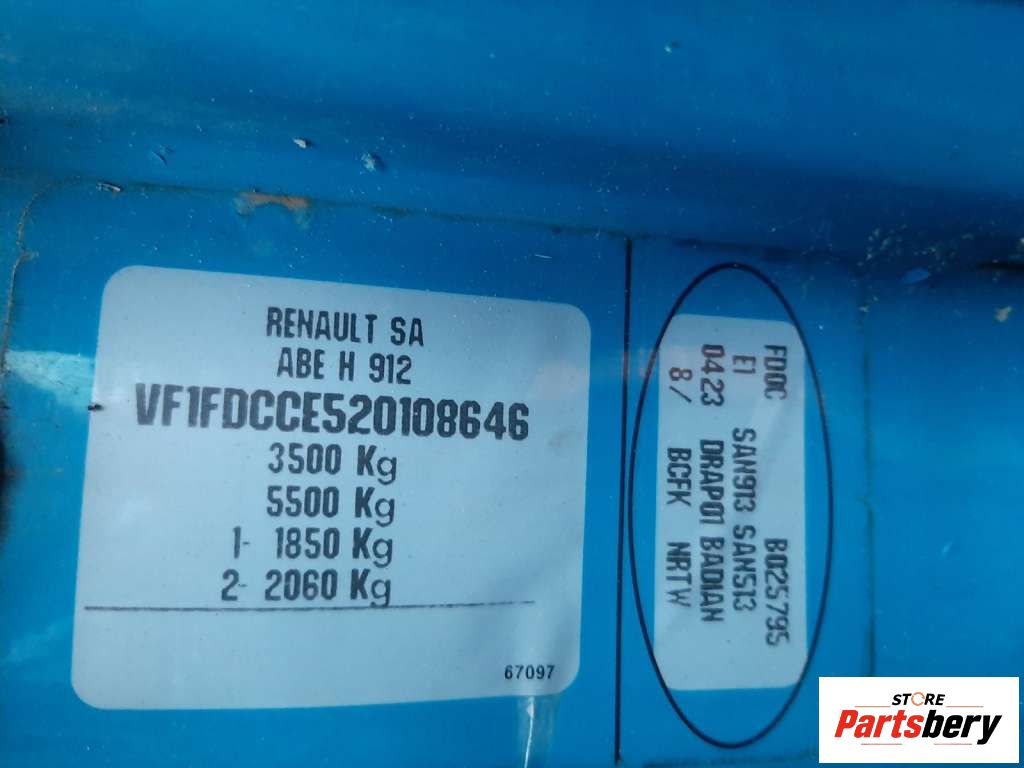 RENAULT SA
ABE H 912
VF1FDCCE520108646
3500 Kg
5500 Kg
1- 1850 Kg
2- 2060 Kg
67097
FD0C B025795
E1 SAN913 SAN513
0423 DRAP01 BADIAN
8/ BCFK NRTW
STORE
Partsbery